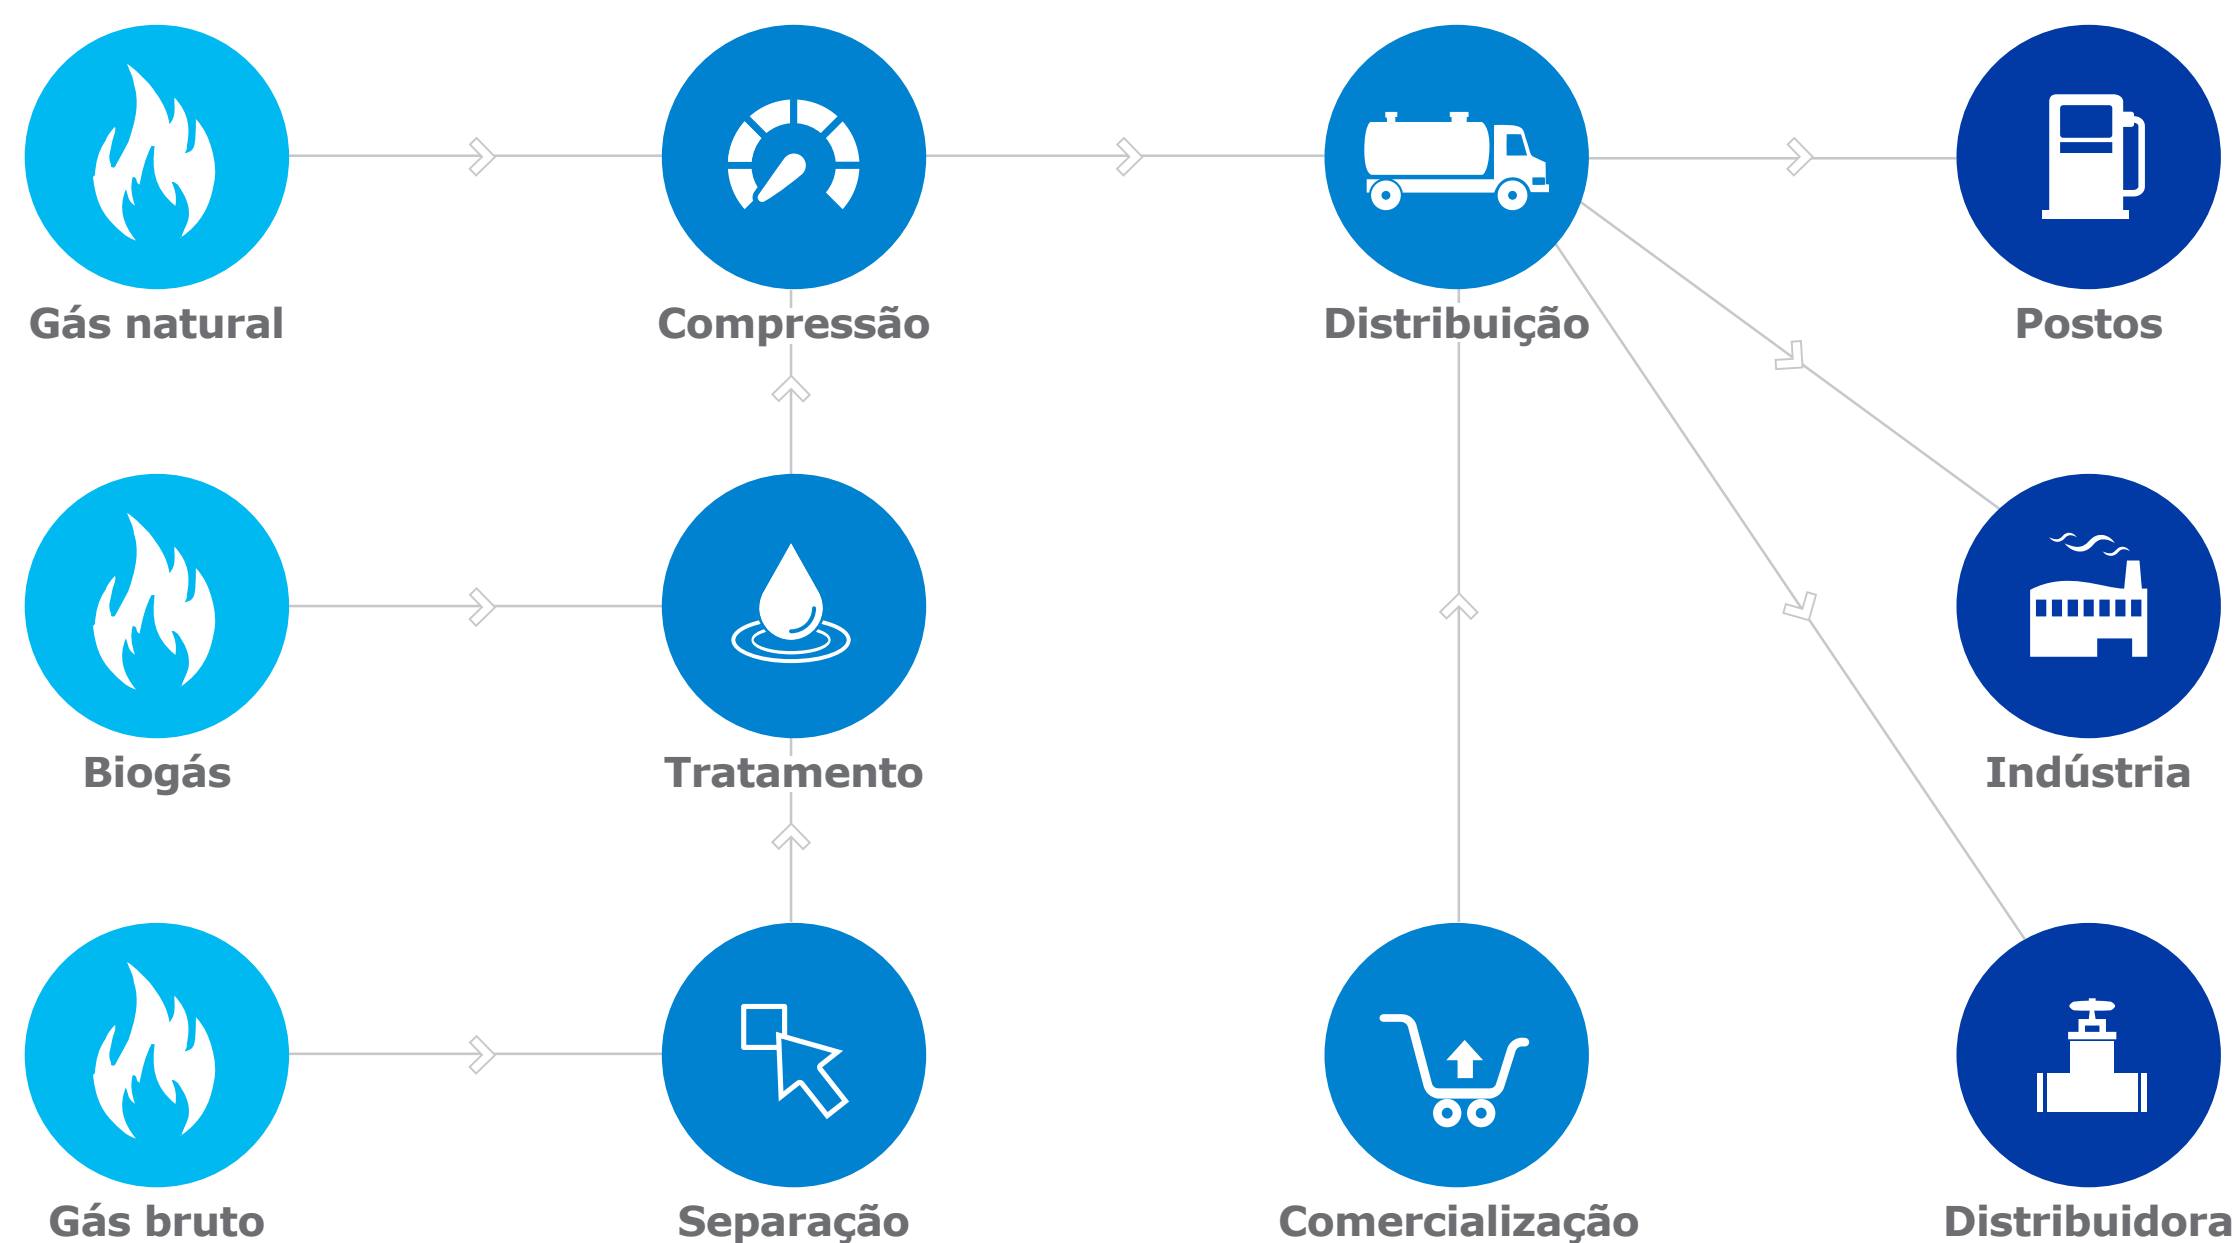 Gás natural
Compressão
Distribuição
Postos
Biogás
Tratamento
Indústria
Gás bruto
Separação
Comercialização
Distribuidora